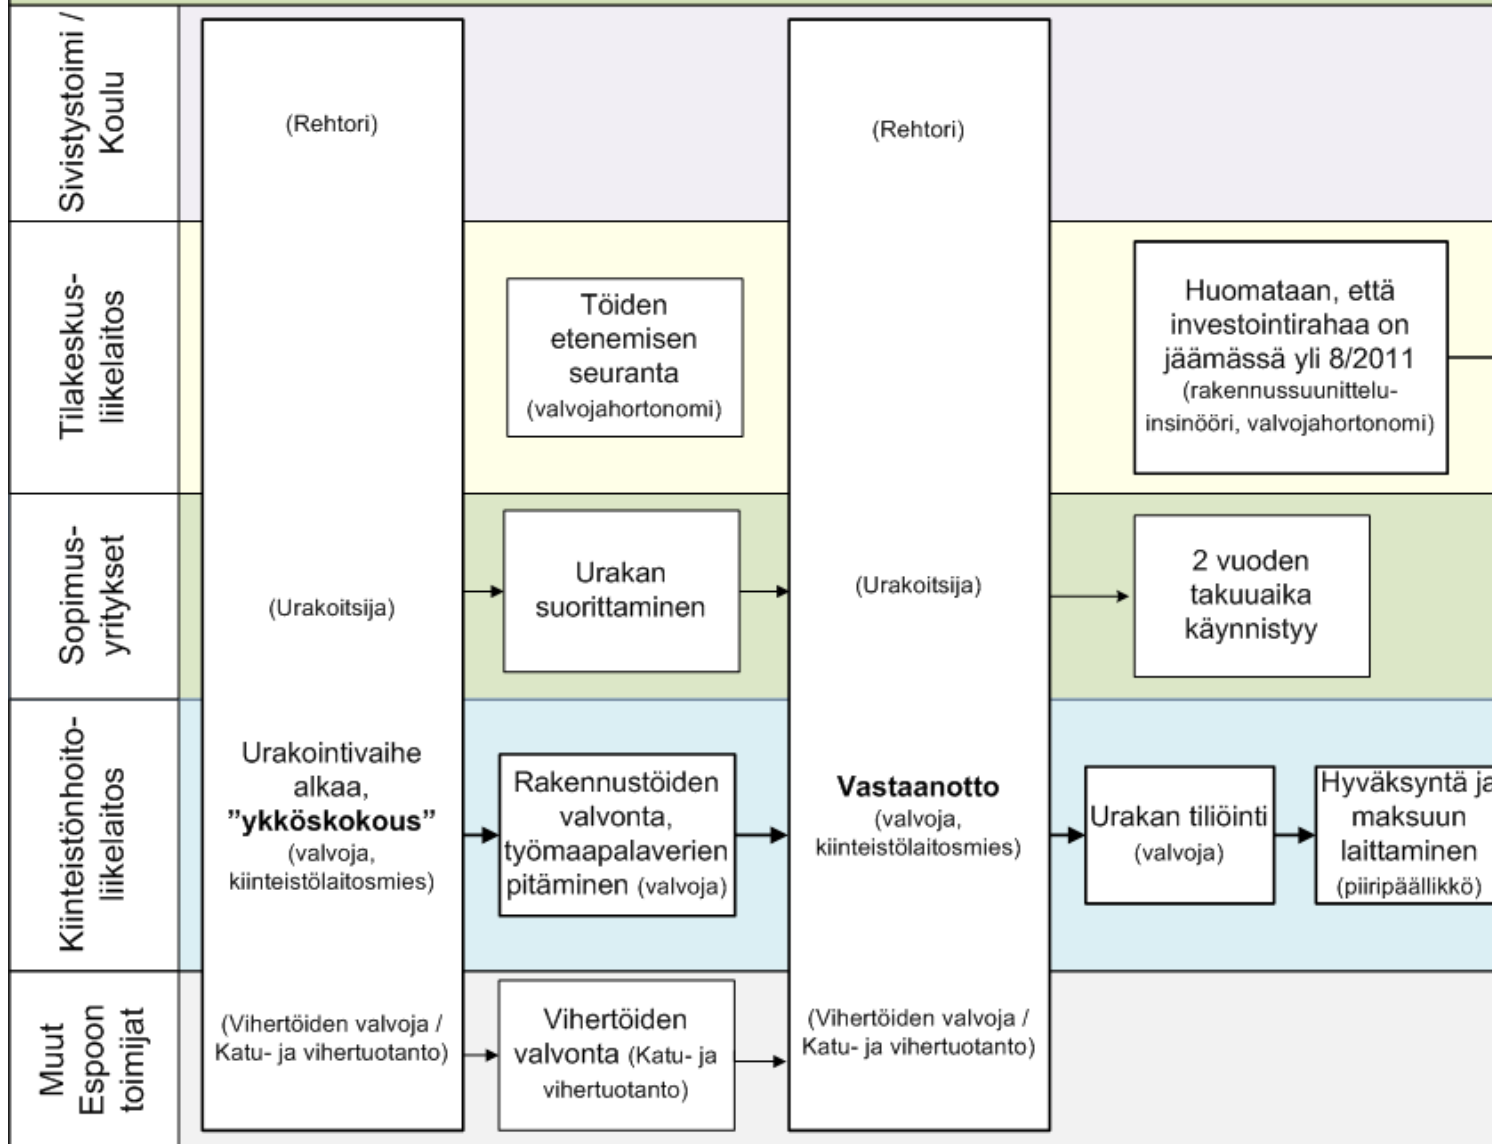 Sivistystoimi /
Koulu
(Rehtori)
(Rehtori)
Tilakeskus-
liikelaitos
Töiden
etenemisen
seuranta
(valvojahortonomi)
Huomataan, että
investointirahaa on
jäämässä yli 8/2011
(rakennussuunittelu-
insinööri, valvojahortonomi)
Sopimus-
yritykset
(Urakoitsija)
Urakan
suorittaminen
(Urakoitsija)
2 vuoden
takuuaika
käynnistyy
Kiinteistönhoito-
liikelaitos
Urakointivaihe
alkaa,
”ykköskokous”
(valvoja,
kiinteistölaitosmies)
Rakennustöiden
valvonta,
työmaapalaverien
pitäminen (valvoja)
Vastaanotto
(valvoja,
kiinteistölaitosmies)
Urakan tiliöinti
(valvoja)
Hyväksyntä ja
maksuun
laittaminen
(piiripäällikkö)
Muut
Espoon
toimijat
(Vihertöiden valvoja /
Katu- ja vihertuotanto)
Vihertöiden
valvonta (Katu- ja
vihertuotanto)
(Vihertöiden valvoja /
Katu- ja vihertuotanto)